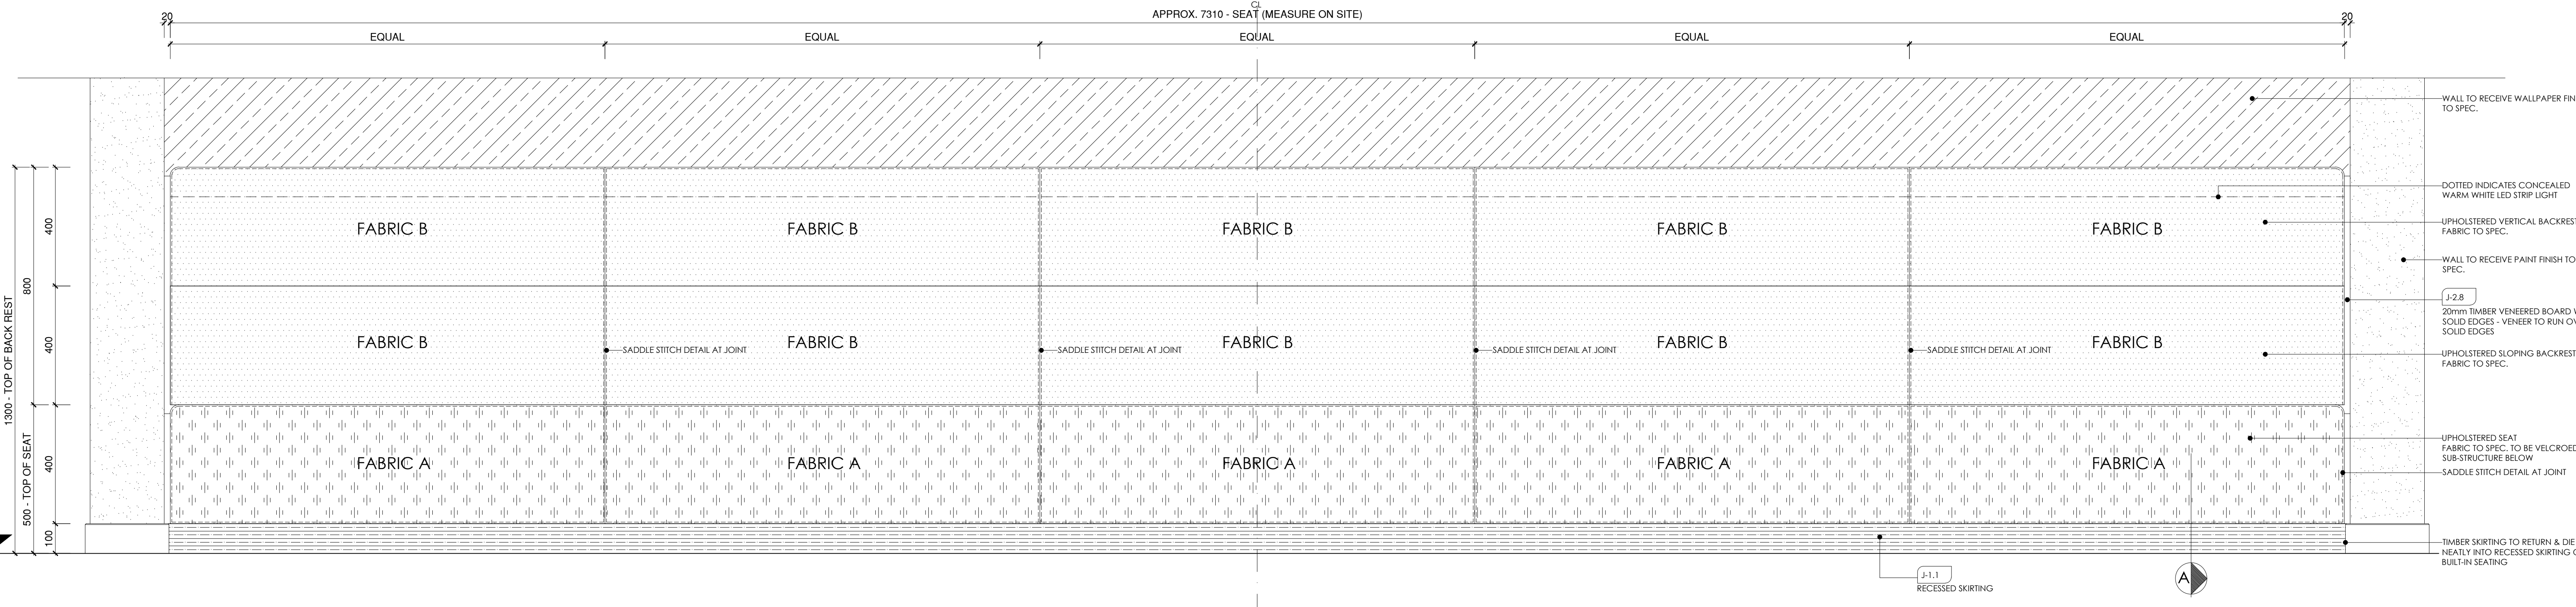 CL
20
APPROX. 7310 - SEAT (MEASURE ON SITE)
20
EQUAL
EQUAL
EQUAL
EQUAL
EQUAL
WALL TO RECEIVE WALLPAPER FIN
TO SPEC.
DOTTED INDICATES CONCEALED
WARM WHITE LED STRIP LIGHT
400
FABRIC B
FABRIC B
FABRIC B
FABRIC B
FABRIC B
UPHOLSTERED VERTICAL BACKREST
FABRIC TO SPEC.
WALL TO RECEIVE PAINT FINISH TO
SPEC.
800
1300 - TOP OF BACK REST
J-2.8
20mm TIMBER VENEERED BOARD W
SOLID EDGES - VENEER TO RUN OV
SOLID EDGES
400
FABRIC B
FABRIC B
FABRIC B
FABRIC B
FABRIC B
SADDLE STITCH DETAIL AT JOINT
SADDLE STITCH DETAIL AT JOINT
SADDLE STITCH DETAIL AT JOINT
SADDLE STITCH DETAIL AT JOINT
UPHOLSTERED SLOPING BACKREST
FABRIC TO SPEC.
UPHOLSTERED SEAT
FABRIC TO SPEC. TO BE VELCROED
SUB-STRUCTURE BELOW
SADDLE STITCH DETAIL AT JOINT
500 - TOP OF SEAT
400
FABRIC A
FABRIC A
FABRIC A
FABRIC A
FABRIC A
100
TIMBER SKIRTING TO RETURN & DIE
NEATLY INTO RECESSED SKIRTING O
BUILT-IN SEATING
J-1.1
RECESSED SKIRTING
A